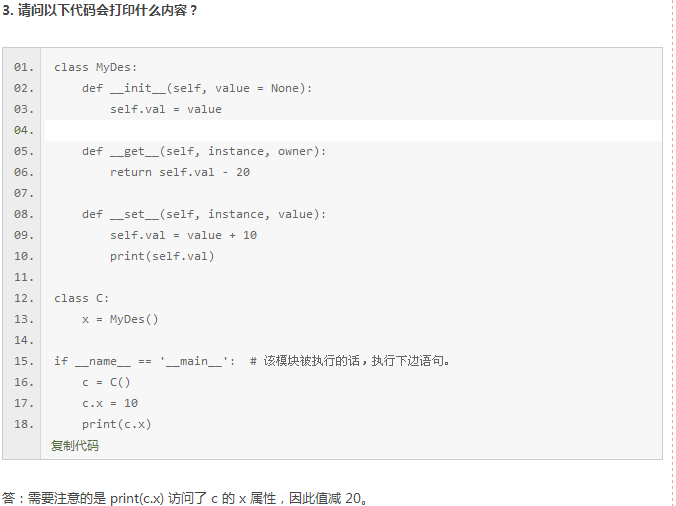 3. 请问以下代码会打印什么内容？
01. class MyDes:
02.     def __init__(self, value = None):
03.         self.val = value
04.
05.     def __get__(self, instance, owner):
06.         return self.val - 20
07.
08.     def __set__(self, instance, value):
09.         self.val = value + 10
10.         print(self.val)
11.
12. class C:
13.     x = MyDes()
14.
15. if __name__ == '__main__':  # 该模块被执行的话，执行下边语句。
16.     c = C()
17.     c.x = 10
18.     print(c.x)
复制代码
答：需要注意的是 print(c.x) 访问了 c 的 x 属性，因此值减 20。